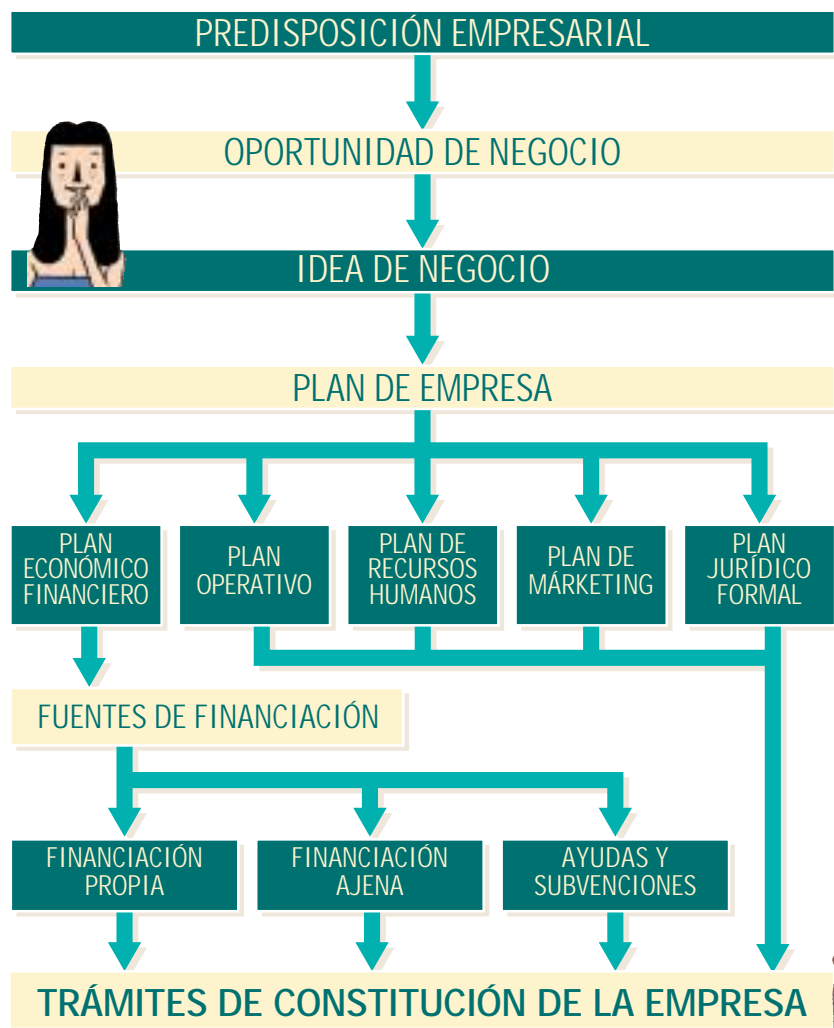 PREDISPOSICIÓN EMPRESARIAL
OPORTUNIDAD DE NEGOCIO
IDEA DE NEGOCIO
PLAN DE EMPRESA
PLAN
ECONÓMICO
FINANCIERO
PLAN
OPERATIVO
PLAN DE
RECURSOS
HUMANOS
PLAN DE
MÁRKETING
PLAN
JURÍDICO
FORMAL
FUENTES DE FINANCIACIÓN
FINANCIACIÓN
PROPIA
FINANCIACIÓN
AJENA
AYUDAS Y
SUBVENCIONES
TRÁMITES DE CONSTITUCIÓN DE LA EMPRESA